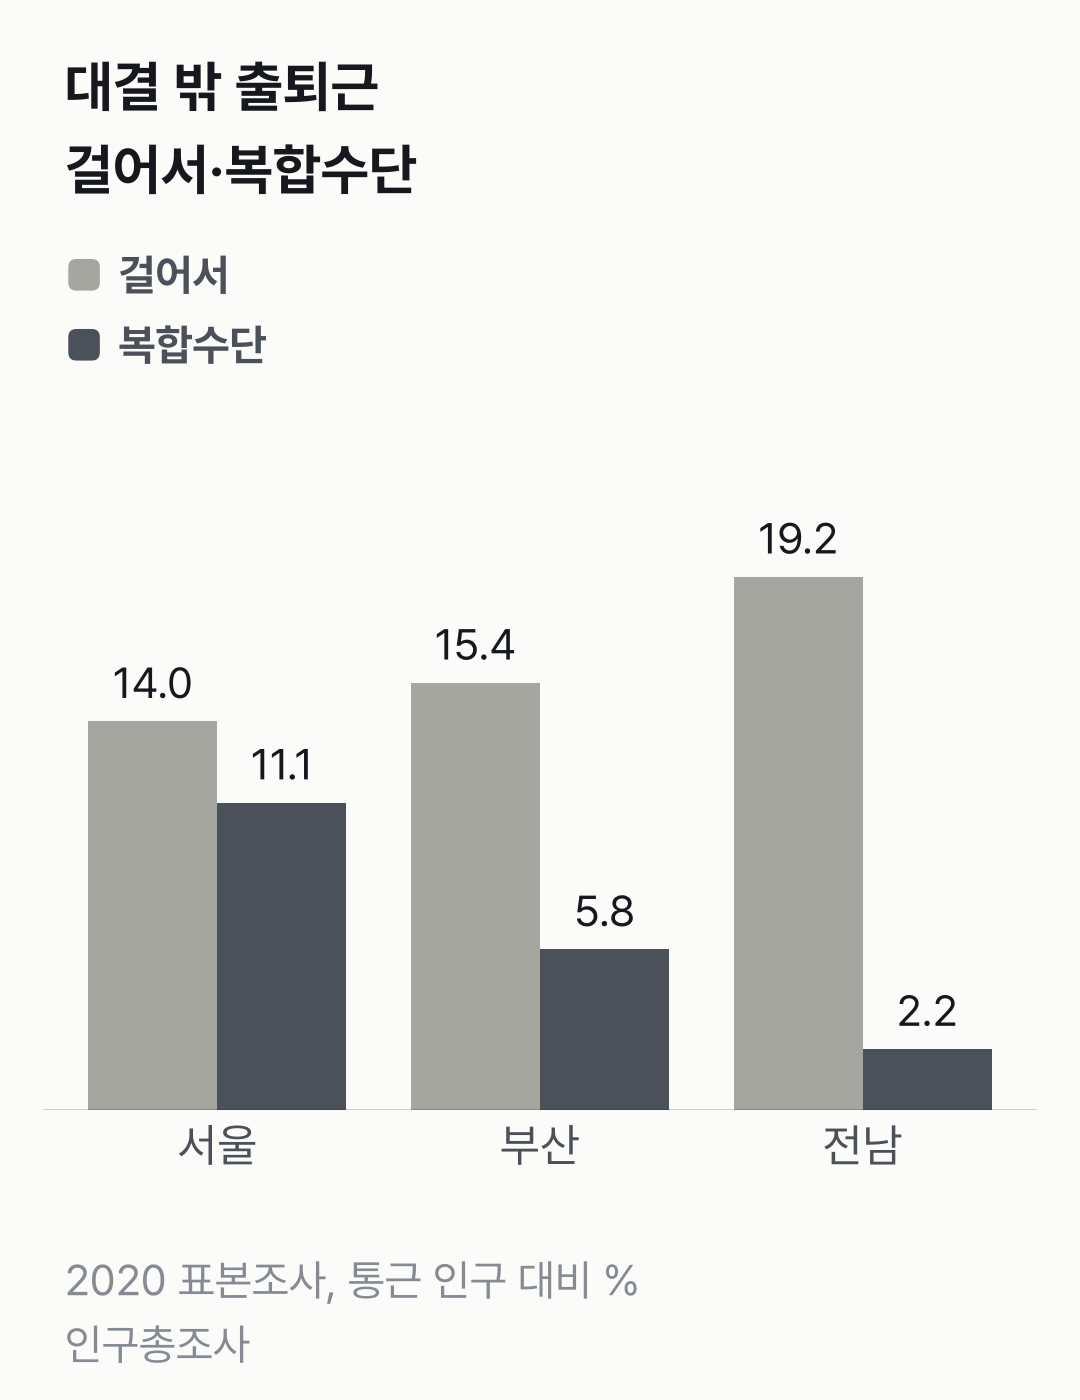 대결 밖 출퇴근
걸어서·복합수단
걸어서
복합수단
19.2
15.4
14.0
11.1
5.8
2.2
서울 부산 전남
2020 표본조사, 통근 인구 대비 %
인구총조사